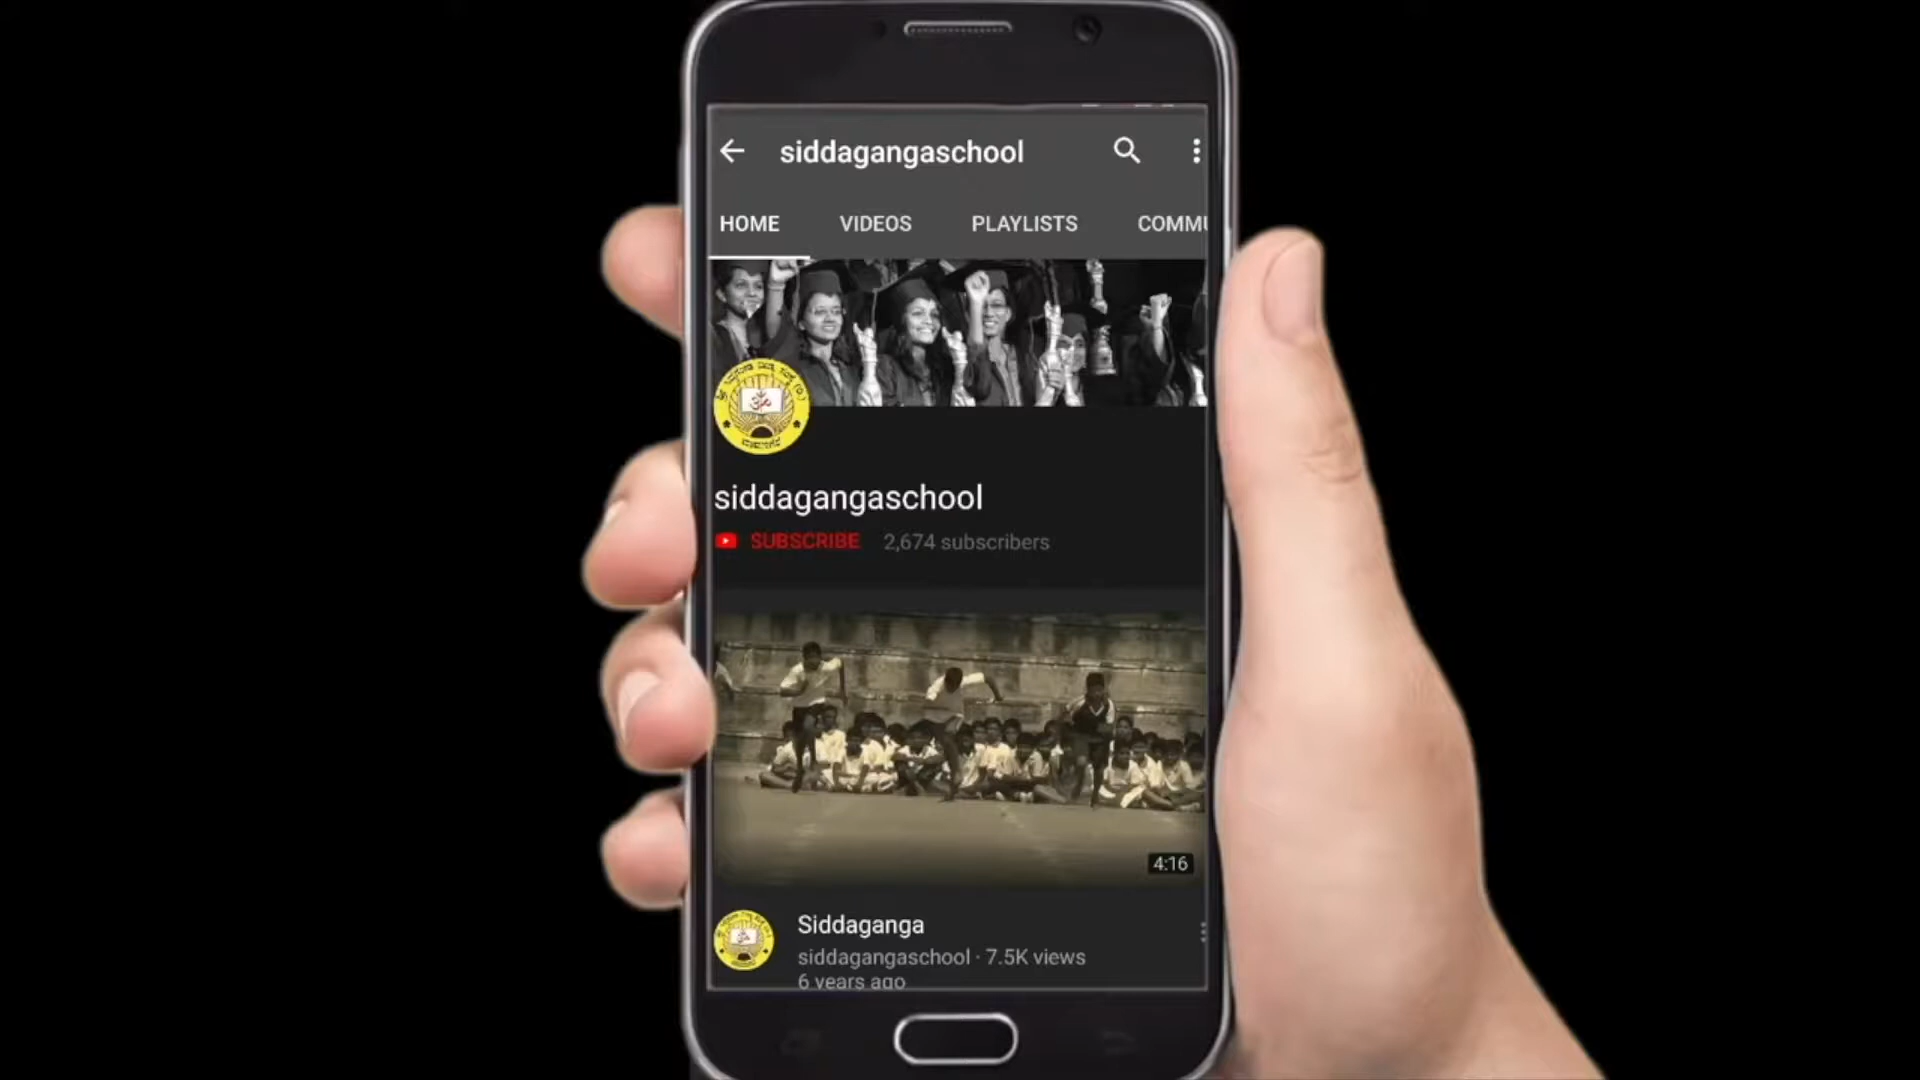 siddagangaschool
HOME VIDEOS PLAYLISTS COMMU
siddagangaschool
SUBSCRIBE 2,674 subscribers
4:16
Siddaganga
siddagangaschool · 7.5K views
6 years ago